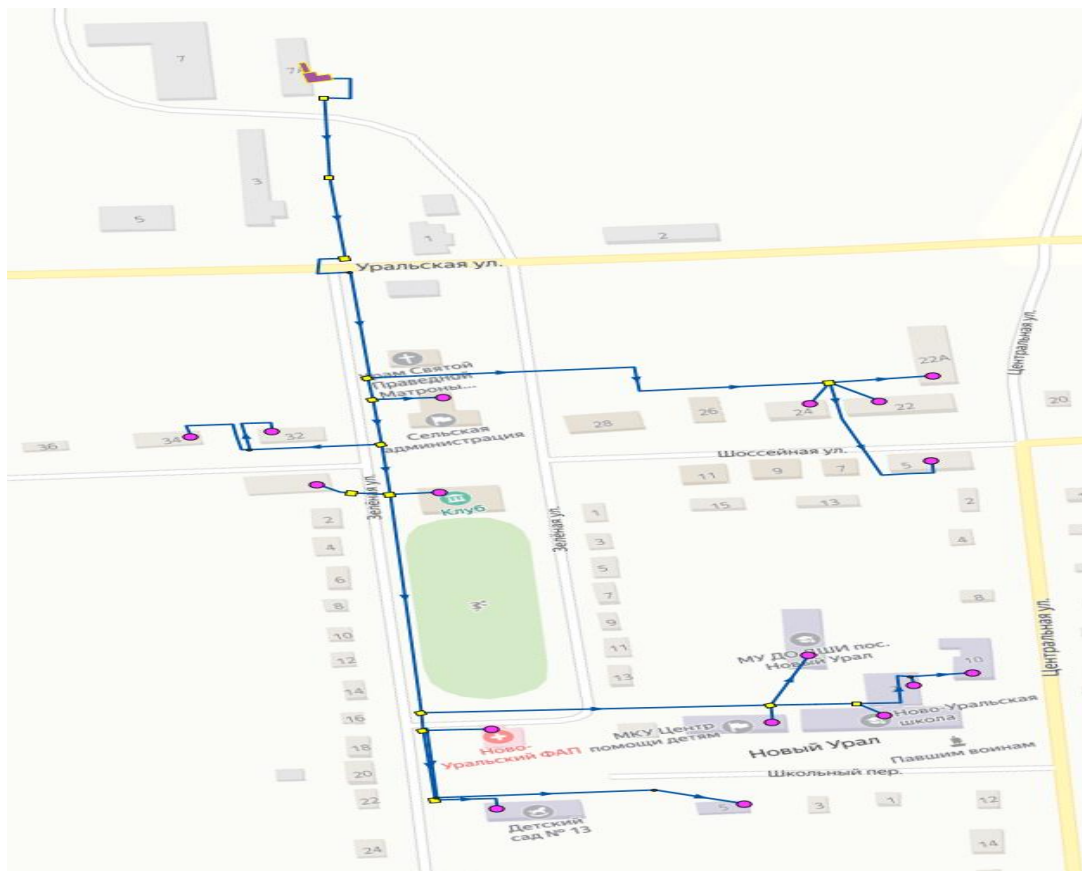 7
7А
3
5
1
2
Уральская ул.
Храм Святой
Праведной
Матроны...
22А
Центральная ул.
28
26
24
22
20
Сельская
администрация
36
34
32
Шоссейная ул.
11
9
7
5
15
13
2
4
8
Зелёная ул.
Клуб
Зелёная ул.
1
3
5
7
9
11
13
2
4
6
8
10
12
14
16
18
20
22
24
МУ ДО ДШИ пос.
Новый Урал
10
Центральная ул.
Ново-Уральская
школа
МКУ Центр
помощи детям
Ново-
Уральский ФАП
Новый Урал
Павшим воинам
Школьный пер.
Детский
сад № 13
5
3
1
12
14